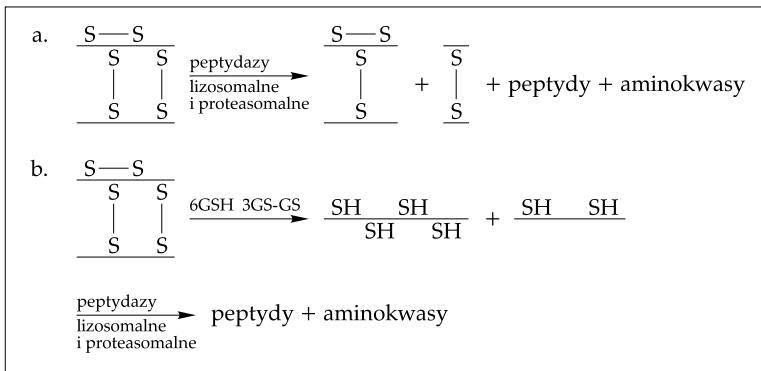 a.
S—S
S S
S S
peptydazy
lizosomalne
i proteasomalne
S—S
S
S
+
S
S
+ peptydy + aminokwasy
b.
S—S
S S
S S
6GSH 3GS-GS
SH SH
SH SH
+
SH SH
peptydazy
lizosomalne
i proteasomalne
peptydy + aminokwasy